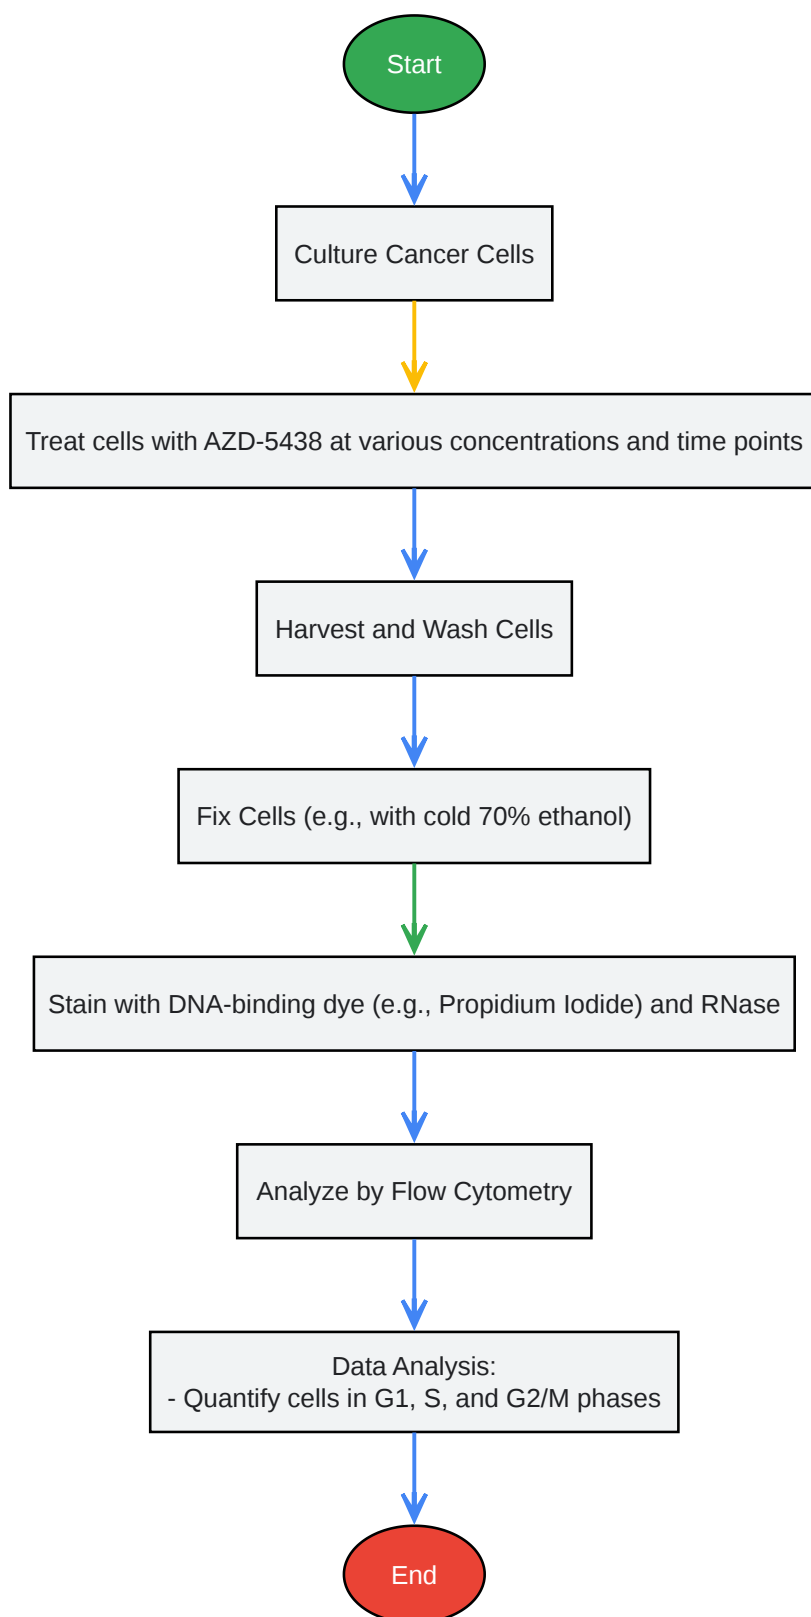 Start
Culture Cancer Cells
Treat cells with AZD-5438 at various concentrations and time points
Harvest and Wash Cells
Fix Cells (e.g., with cold 70% ethanol)
Stain with DNA-binding dye (e.g., Propidium Iodide) and RNase
Analyze by Flow Cytometry
Data Analysis:
- Quantify cells in G1, S, and G2/M phases
End